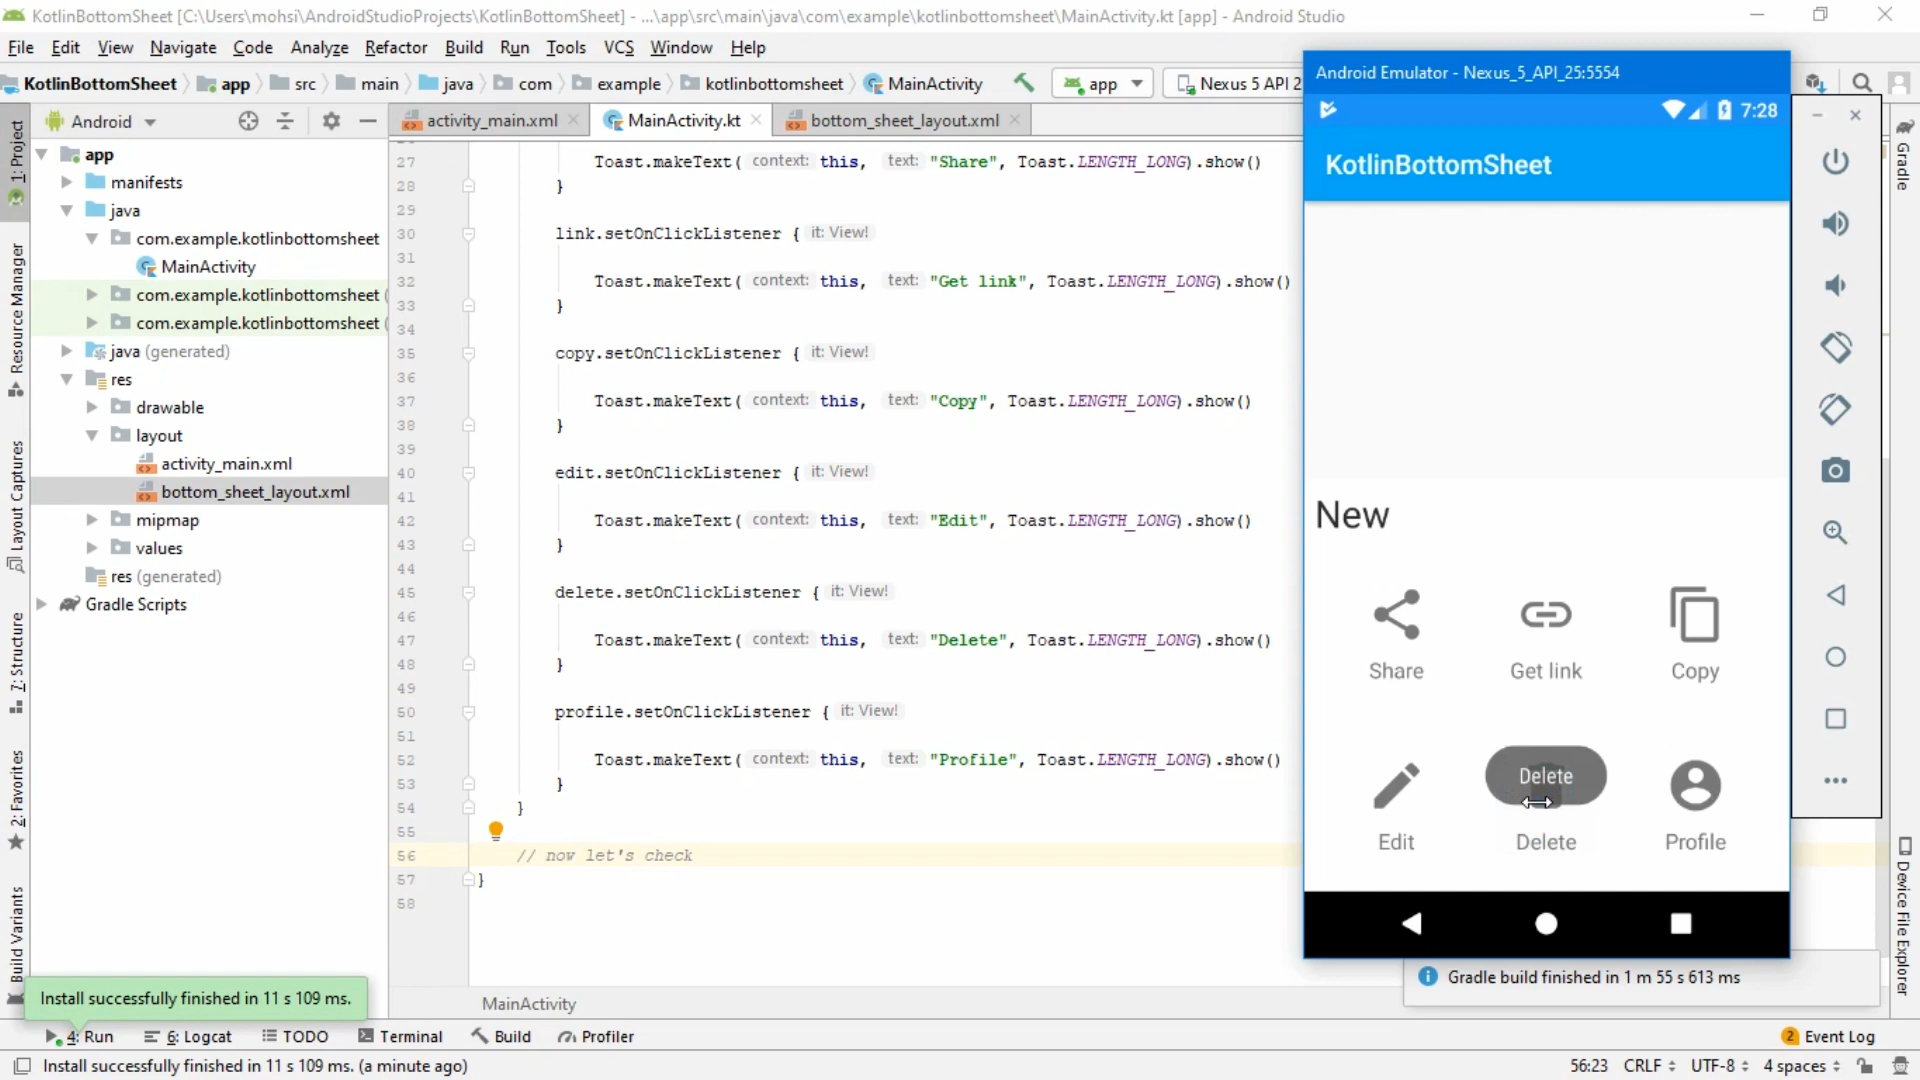 KotlinBottomSheet [C:\Users\mohsi\AndroidStudioProjects\KotlinBottomSheet] - ...\app\src\main\java\com\example\kotlinbottomsheet\MainActivity.kt [app] - Android Studio
File Edit View Navigate Code Analyze Refactor Build Run Tools VCS Window Help
KotlinBottomSheet app src main java com example kotlinbottomsheet MainActivity app Nexus 5 API 2
Android activity_main.xml MainActivity.kt bottom_sheet_layout.xml
1: Project
Resource Manager
Layout Captures
7: Structure
2: Favorites
Build Variants
app
manifests
java
com.example.kotlinbottomsheet
MainActivity
com.example.kotlinbottomsheet (
com.example.kotlinbottomsheet (
java (generated)
res
drawable
layout
activity_main.xml
bottom_sheet_layout.xml
mipmap
values
res (generated)
Gradle Scripts
27 Toast.makeText( context: this, text: "Share", Toast.LENGTH_LONG).show()
28 }
29
30 link.setOnClickListener { it: View!
31
32 Toast.makeText( context: this, text: "Get link", Toast.LENGTH_LONG).show()
33 }
34
35 copy.setOnClickListener { it: View!
36
37 Toast.makeText( context: this, text: "Copy", Toast.LENGTH_LONG).show()
38 }
39
40 edit.setOnClickListener { it: View!
41
42 Toast.makeText( context: this, text: "Edit", Toast.LENGTH_LONG).show()
43 }
44
45 delete.setOnClickListener { it: View!
46
47 Toast.makeText( context: this, text: "Delete", Toast.LENGTH_LONG).show()
48 }
49
50 profile.setOnClickListener { it: View!
51
52 Toast.makeText( context: this, text: "Profile", Toast.LENGTH_LONG).show()
53 }
54 }
55
56 // now let's check
57 }
58
MainActivity
Android Emulator - Nexus_5_API_25:5554
7:28
KotlinBottomSheet
New
Share Get link Copy
Delete
Edit Delete Profile
Gradle
Device File Explorer
Gradle build finished in 1 m 55 s 613 ms
Install successfully finished in 11 s 109 ms.
4: Run 6: Logcat TODO Terminal Build Profiler 2 Event Log
Install successfully finished in 11 s 109 ms. (a minute ago) 56:23 CRLF UTF-8 4 spaces